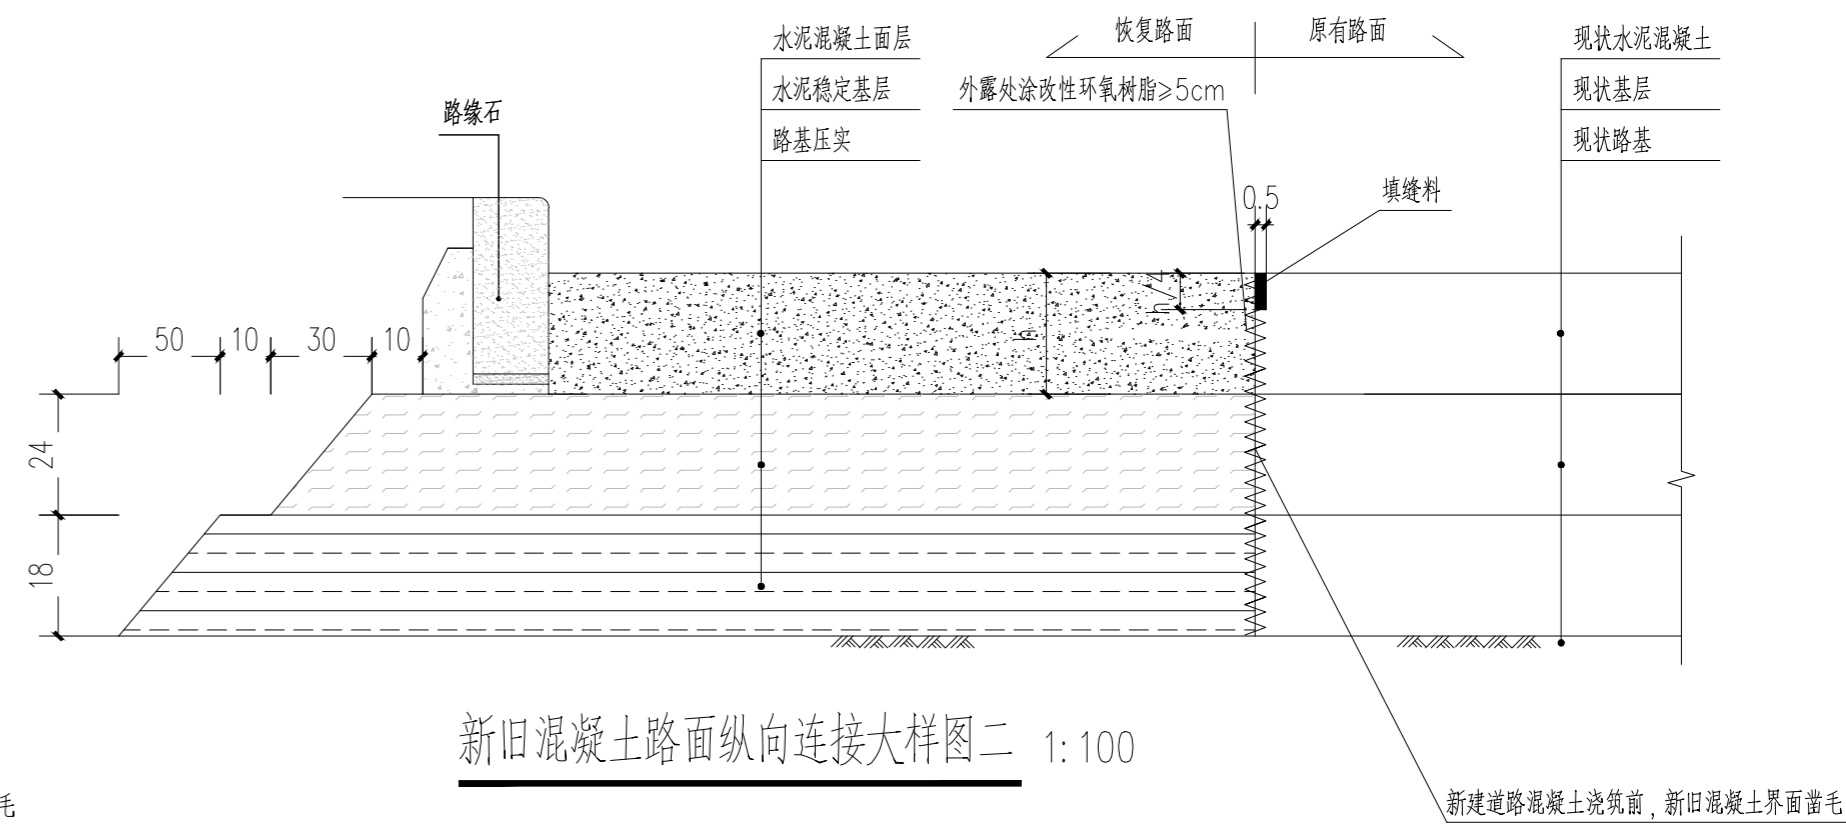 恢复路面
原有路面
水泥混凝土面层
水泥稳定基层
路基压实
外露处涂改性环氧树脂≥5cm
现状水泥混凝土
现状基层
现状路基
路缘石
填缝料
0.5
h/4
h
50
10
30
10
24
18
新旧混凝土路面纵向连接大样图二 1:100
新建道路混凝土浇筑前，新旧混凝土界面凿毛
毛